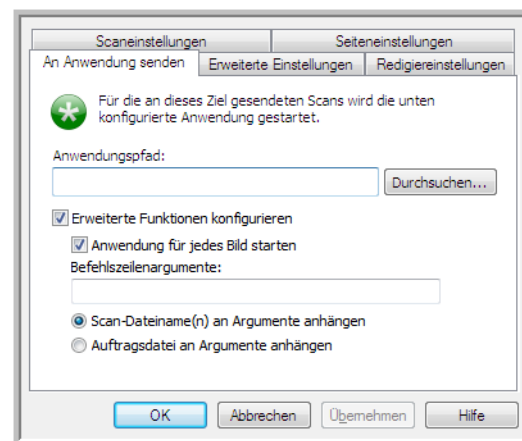 Scaneinstellungen
Seiteneinstellungen
An Anwendung senden
Erweiterte Einstellungen
Redigiereinstellungen
Für die an dieses Ziel gesendeten Scans wird die unten
konfigurierte Anwendung gestartet.
Anwendungspfad:
Durchsuchen...
Erweiterte Funktionen konfigurieren
Anwendung für jedes Bild starten
Befehlszeilenargumente:
Scan-Dateiname(n) an Argumente anhängen
Auftragsdatei an Argumente anhängen
OK
Abbrechen
Übernehmen
Hilfe